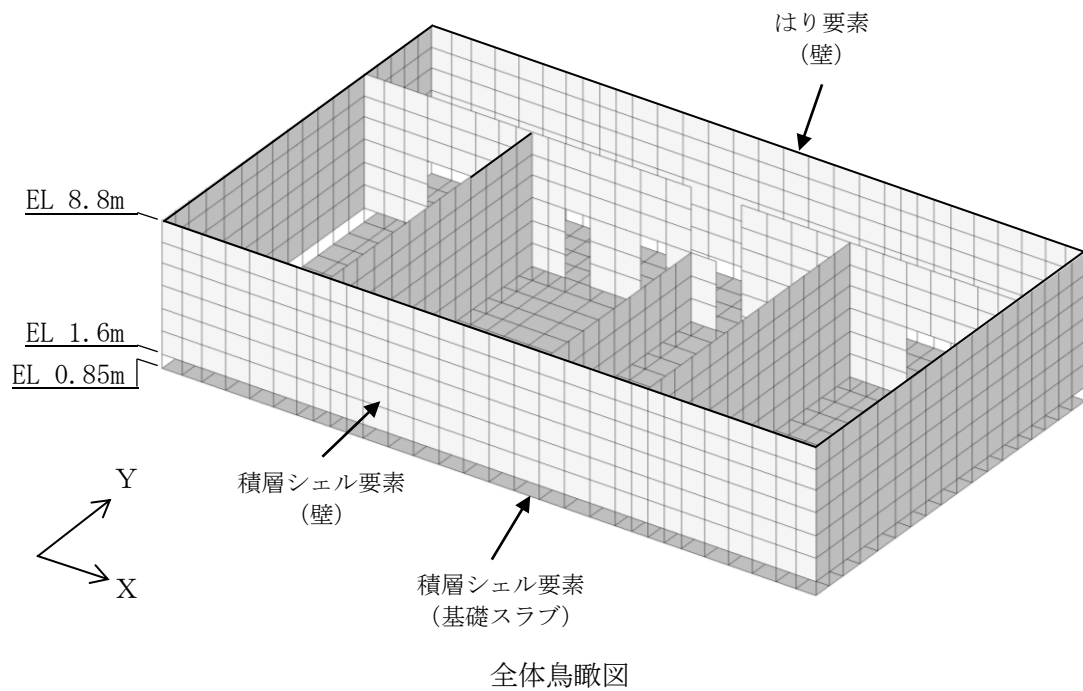 はり要素
(壁)
EL 8.8m
EL 1.6m
EL 0.85m
積層シェル要素
(壁)
Y
X
積層シェル要素
(基礎スラブ)
全体鳥瞰図